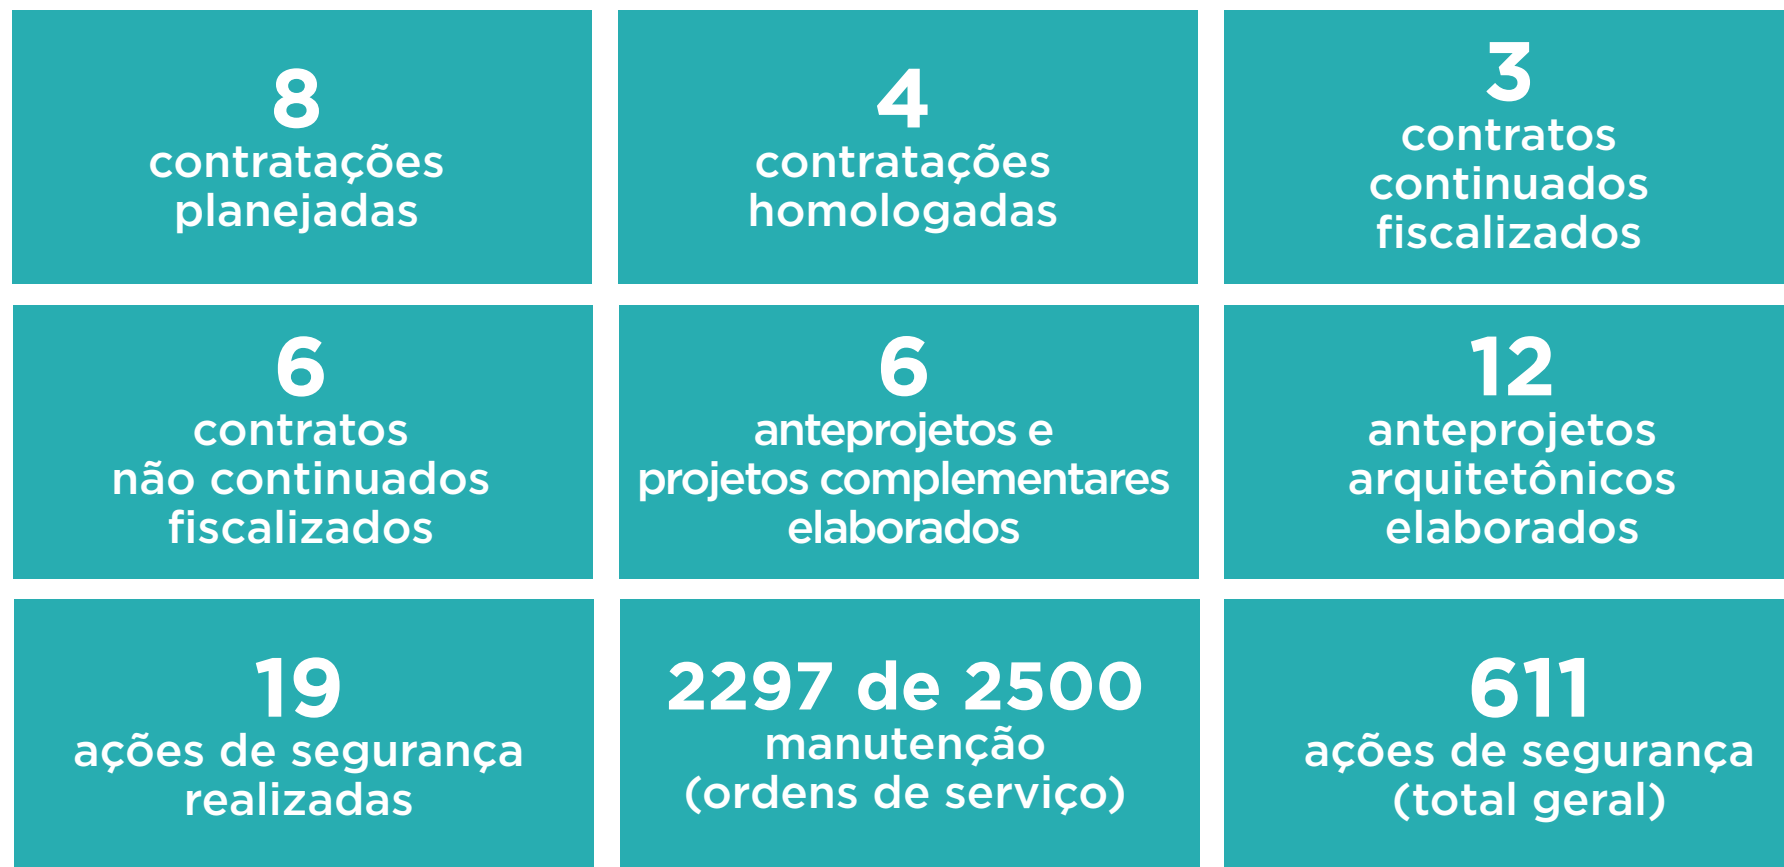 8
contratações
planejadas
4
contratações
homologadas
3
contratos
continuados
fiscalizados
6
contratos
não continuados
fiscalizados
6
anteprojetos e
projetos complementares
elaborados
12
anteprojetos
arquitetônicos
elaborados
19
ações de segurança
realizadas
2297 de 2500
manutenção
(ordens de serviço)
611
ações de segurança
(total geral)